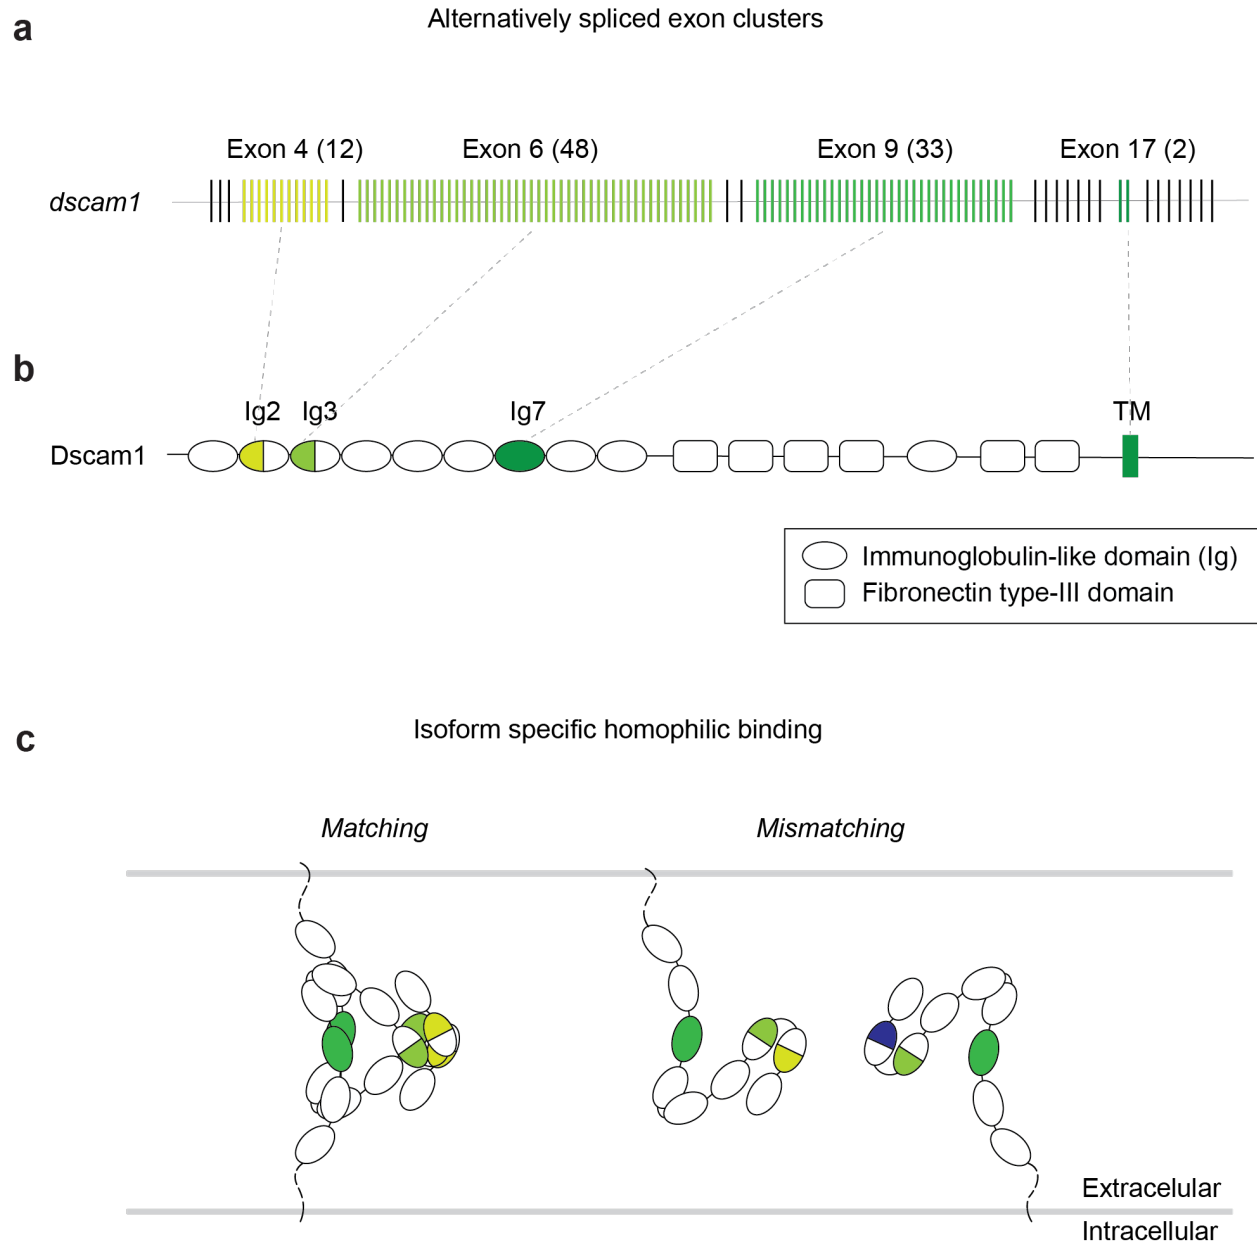 a
Alternatively spliced exon clusters
Exon 4 (12)
Exon 6 (48)
Exon 9 (33)
Exon 17 (2)
dscam1
b
Ig2
Ig3
Ig7
TM
Dscam1
Immunoglobulin-like domain (Ig)
Fibronectin type-III domain
c
Isoform specific homophilic binding
Matching
Mismatching
Extracelular
Intracellular